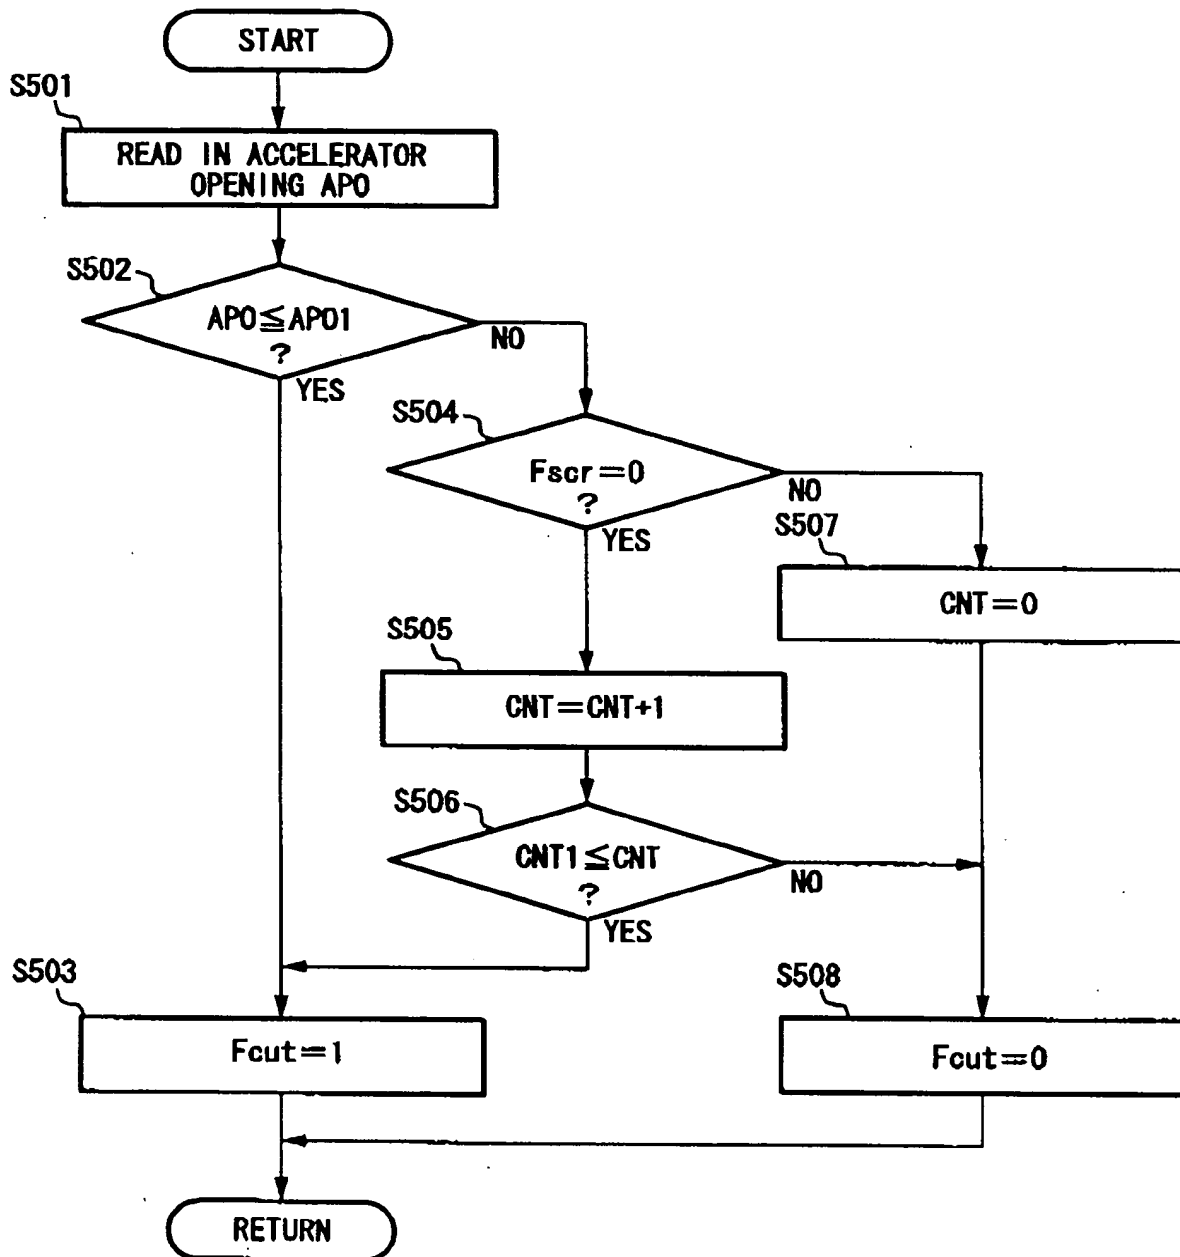 START
S501
READ IN ACCELERATOR
OPENING APO
S502
APO≦APO1
?
NO
YES
S504
Fscr=0
?
NO
YES
S507
CNT=0
S505
CNT=CNT+1
S506
CNT1≦CNT
?
NO
YES
S503
Fcut=1
S508
Fcut=0
RETURN